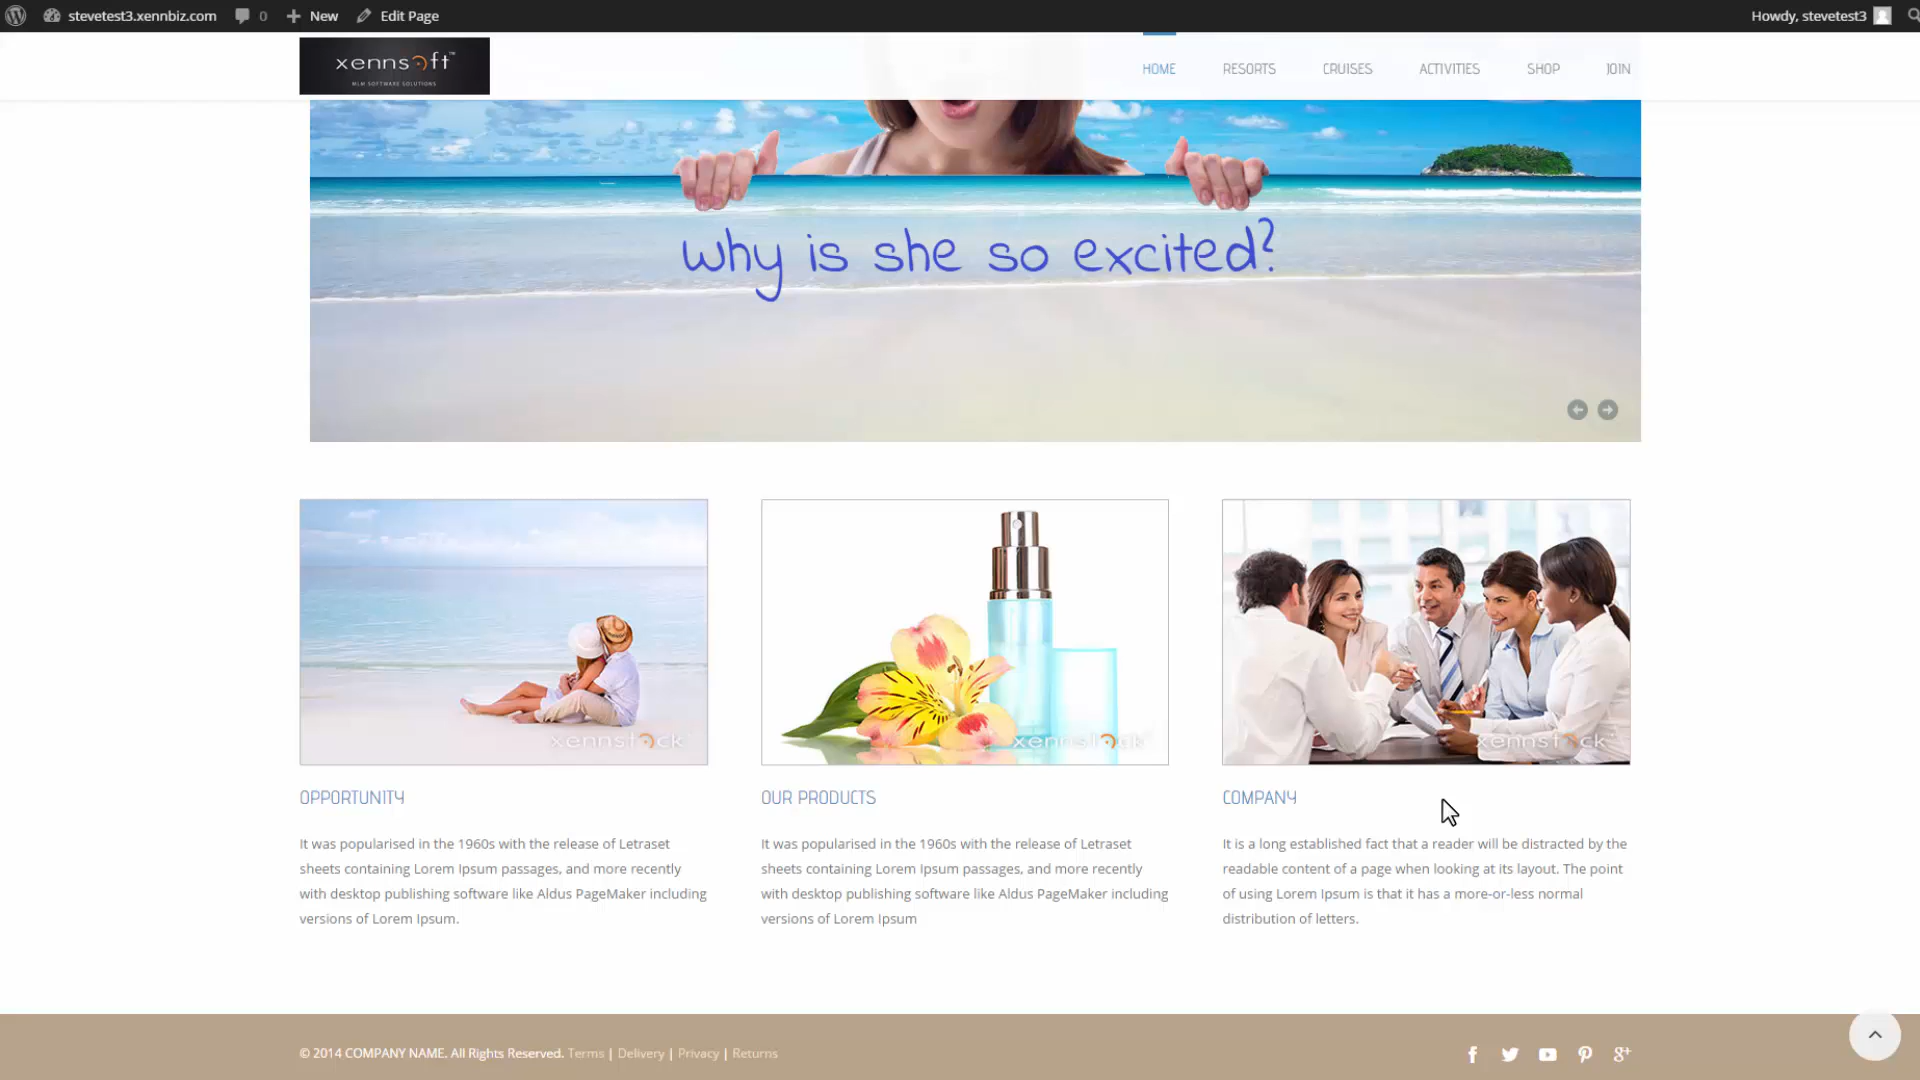 stevetest3.xennbiz.com 0 New Edit Page Howdy, stevetest3
xennsoft™
MLM SOFTWARE SOLUTIONS
HOME RESORTS CRUISES ACTIVITIES SHOP JOIN
why is she so excited?
xennstock
xennstock
xennstock
OPPORTUNITY
It was popularised in the 1960s with the release of Letraset
sheets containing Lorem Ipsum passages, and more recently
with desktop publishing software like Aldus PageMaker including
versions of Lorem Ipsum.
OUR PRODUCTS
It was popularised in the 1960s with the release of Letraset
sheets containing Lorem Ipsum passages, and more recently
with desktop publishing software like Aldus PageMaker including
versions of Lorem Ipsum
COMPANY
It is a long established fact that a reader will be distracted by the
readable content of a page when looking at its layout. The point
of using Lorem Ipsum is that it has a more-or-less normal
distribution of letters.
© 2014 COMPANY NAME. All Rights Reserved. Terms | Delivery | Privacy | Returns